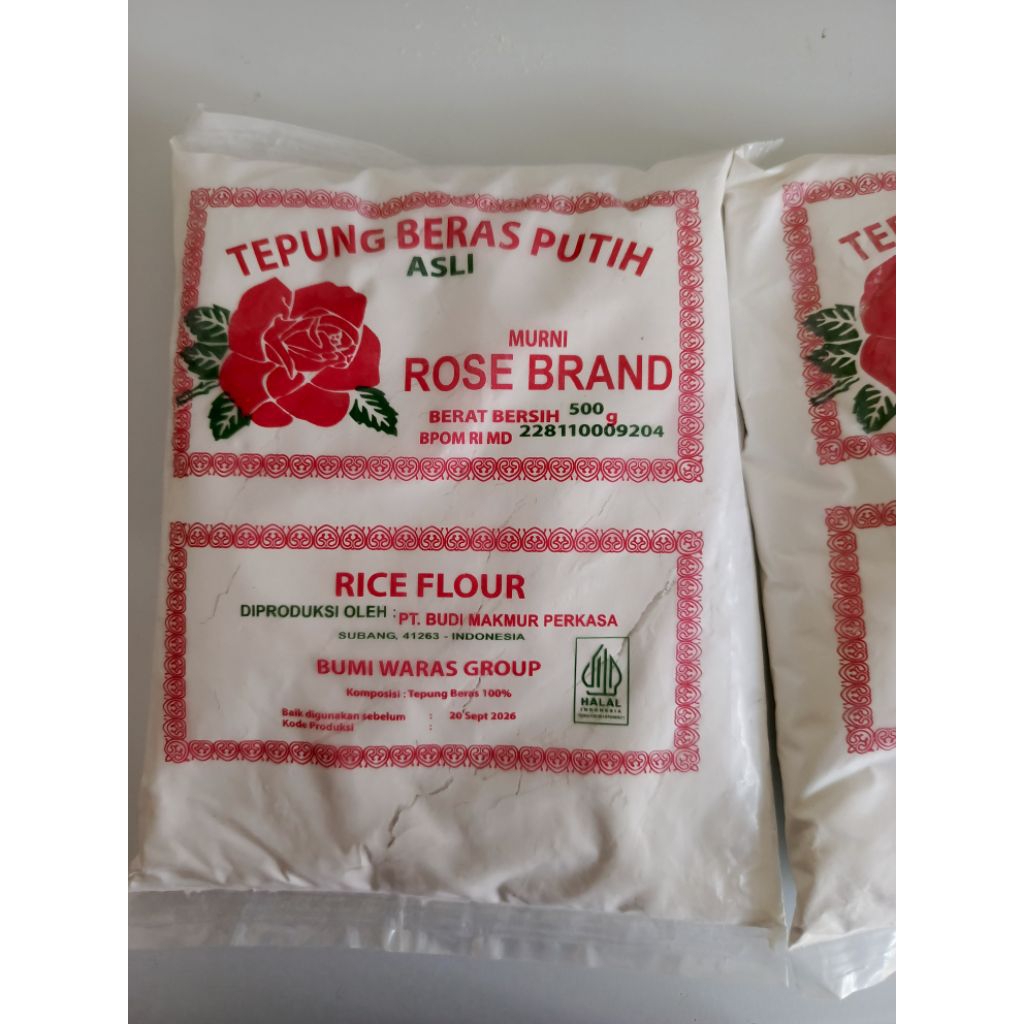 TEPUNG BERAS PUTIH
ASLI
MURNI
ROSE BRAND
BERAT BERSIH 500 g
BPOM RI MD 228110009204
RICE FLOUR
DIPRODUKSI OLEH : PT. BUDI MAKMUR PERKASA
SUBANG, 41263 - INDONESIA
BUMI WARAS GROUP
Komposisi : Tepung Beras 100%
Baik digunakan sebelum : 20 Sept 2026
Kode Produksi :
HALAL
INDONESIA
TE